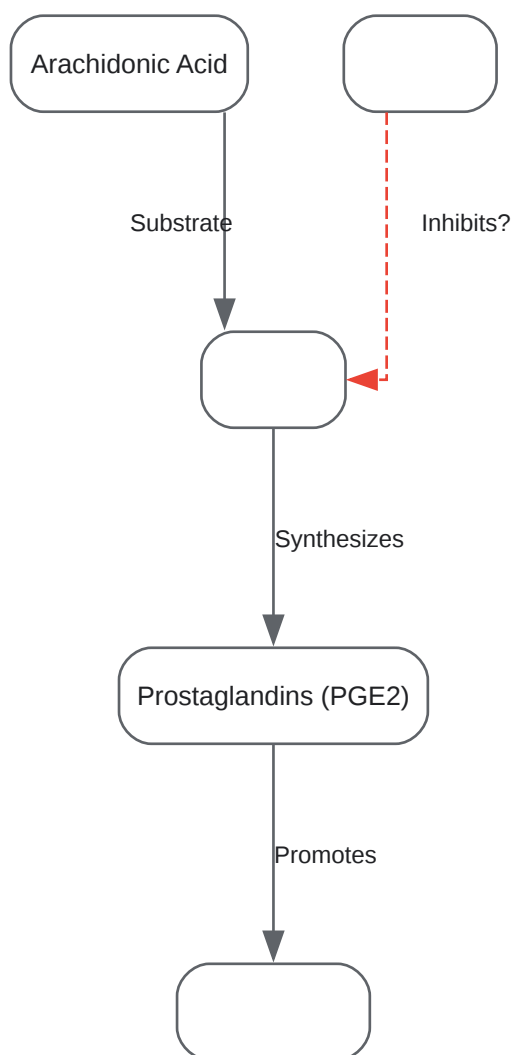 Arachidonic Acid
Substrate
Inhibits?
Synthesizes
Prostaglandins (PGE2)
Promotes